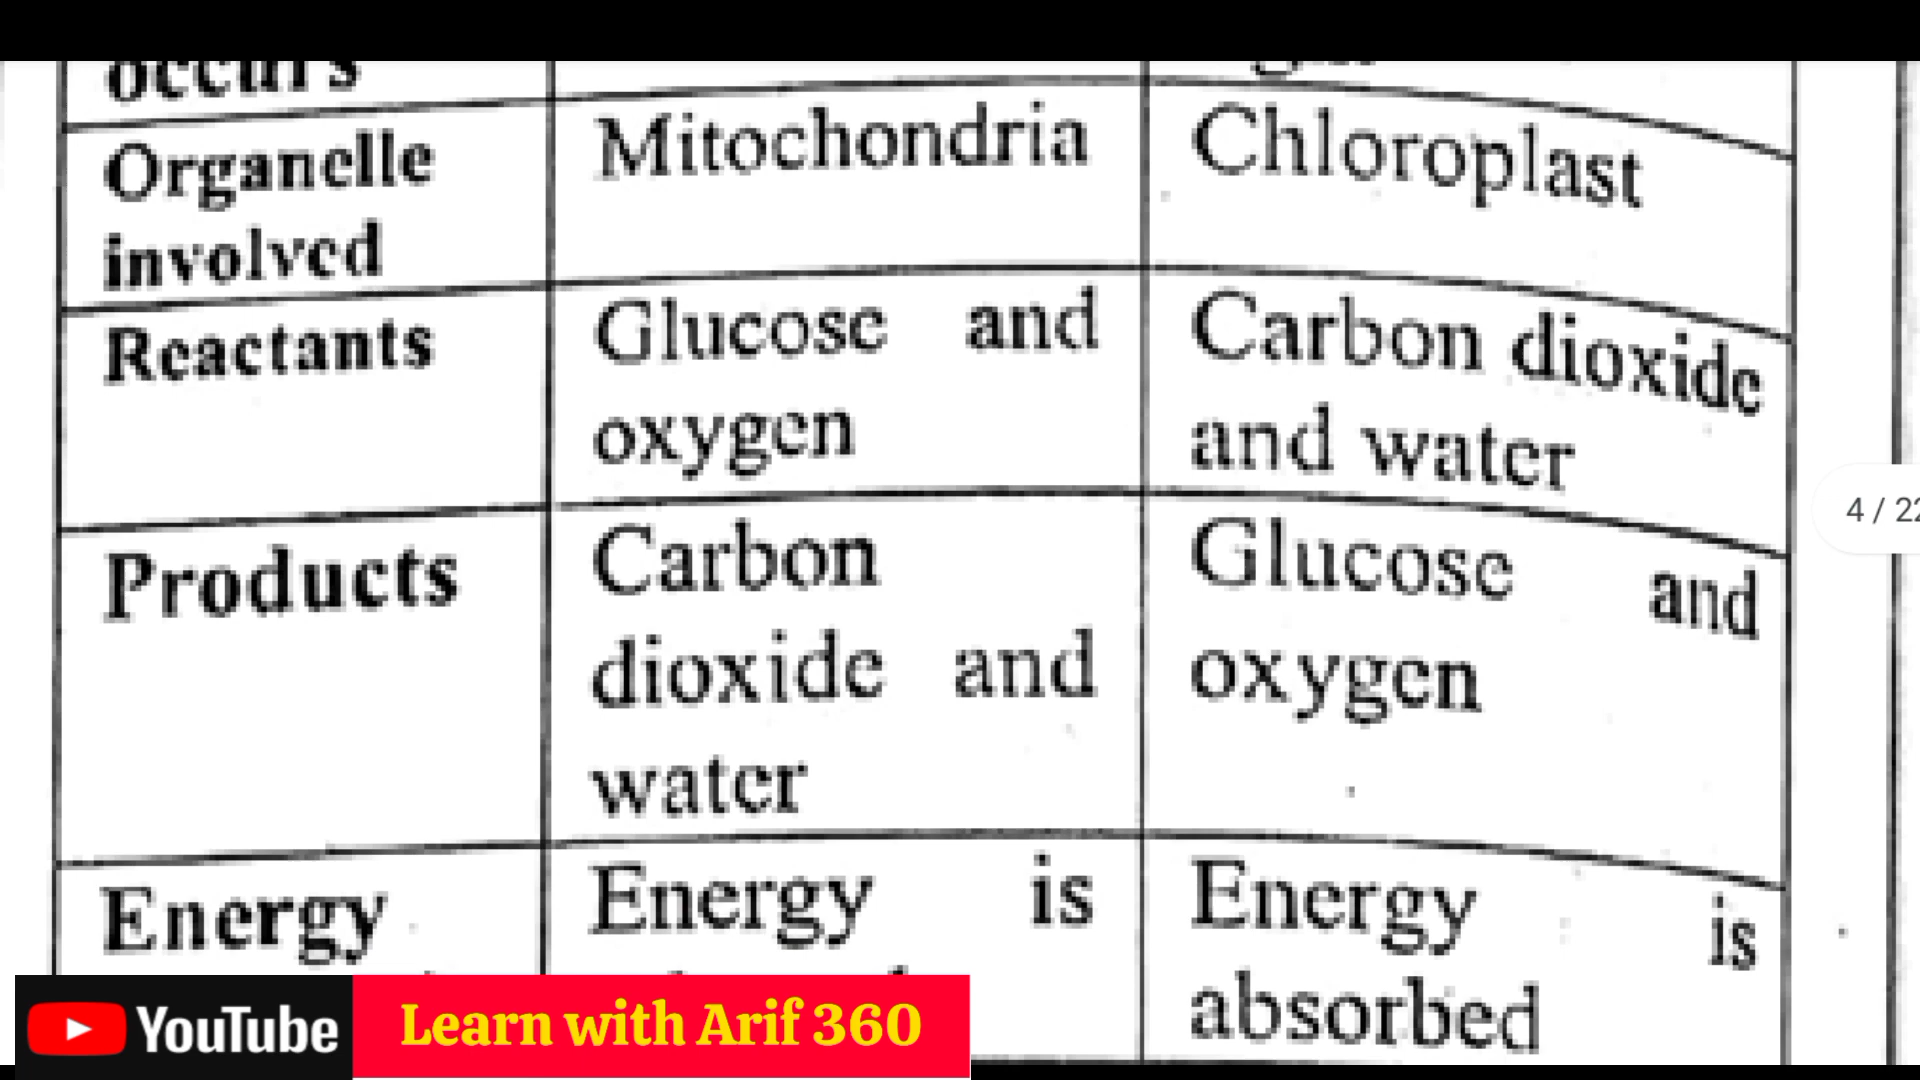 occurs
Organelle Mitochondria Chloroplast
involved
Reactants Glucose and Carbon dioxide
oxygen and water
Products Carbon Glucose and
dioxide and oxygen
water
Energy Energy is Energy is
absorbed
4 / 22
YouTube Learn with Arif 360